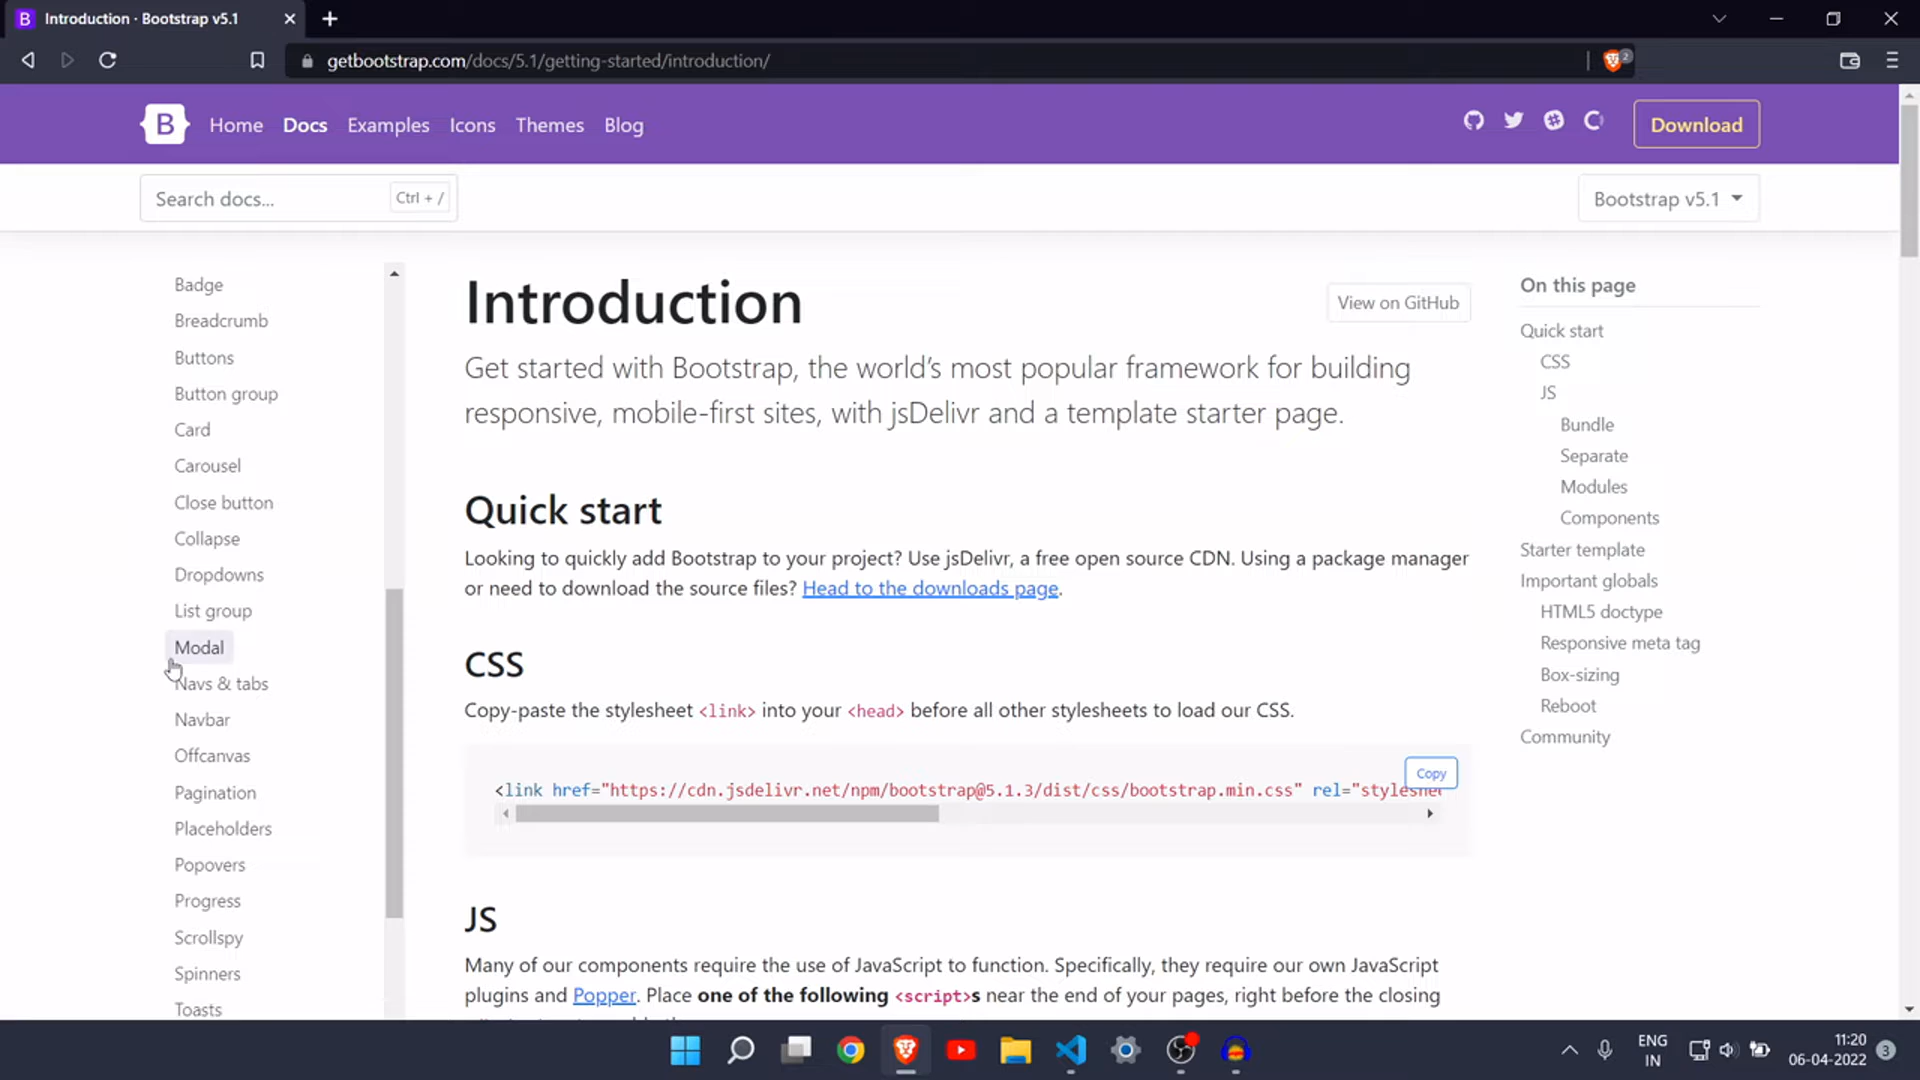 Introduction · Bootstrap v5.1
getbootstrap.com/docs/5.1/getting-started/introduction/
2
B
Home
Docs
Examples
Icons
Themes
Blog
Download
Search docs...
Ctrl + /
Bootstrap v5.1
Badge
Breadcrumb
Buttons
Button group
Card
Carousel
Close button
Collapse
Dropdowns
List group
Modal
Navs & tabs
Navbar
Offcanvas
Pagination
Placeholders
Popovers
Progress
Scrollspy
Spinners
Toasts
Introduction
View on GitHub
Get started with Bootstrap, the world’s most popular framework for building
responsive, mobile-first sites, with jsDelivr and a template starter page.
Quick start
Looking to quickly add Bootstrap to your project? Use jsDelivr, a free open source CDN. Using a package manager
or need to download the source files? Head to the downloads page.
CSS
Copy-paste the stylesheet <link> into your <head> before all other stylesheets to load our CSS.
Copy
<link href="https://cdn.jsdelivr.net/npm/bootstrap@5.1.3/dist/css/bootstrap.min.css" rel="styleshe
JS
Many of our components require the use of JavaScript to function. Specifically, they require our own JavaScript
plugins and Popper. Place one of the following <script>s near the end of your pages, right before the closing
On this page
Quick start
CSS
JS
Bundle
Separate
Modules
Components
Starter template
Important globals
HTML5 doctype
Responsive meta tag
Box-sizing
Reboot
Community
ENG
IN
11:20
06-04-2022
3